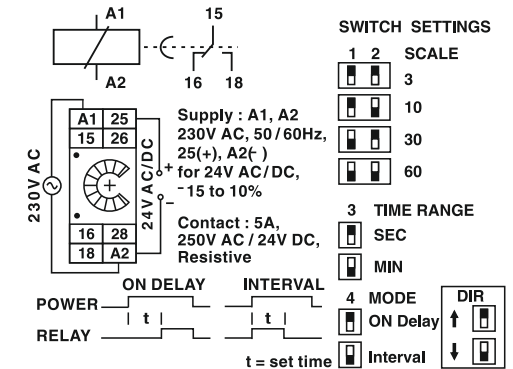 A1
15
A2
16 18
A1 25
15 26
16 28
18 A2
230V AC
24V AC/DC
+
+
–
Supply : A1, A2
230V AC, 50/60Hz,
25(+), A2(-)
for 24V AC/DC,
-15 to 10%
Contact : 5A,
250V AC / 24V DC,
Resistive
ON DELAY INTERVAL
POWER
t t
RELAY
t = set time
SWITCH SETTINGS
1 2 SCALE
3
10
30
60
3 TIME RANGE
SEC
MIN
4 MODE
ON Delay
Interval
DIR